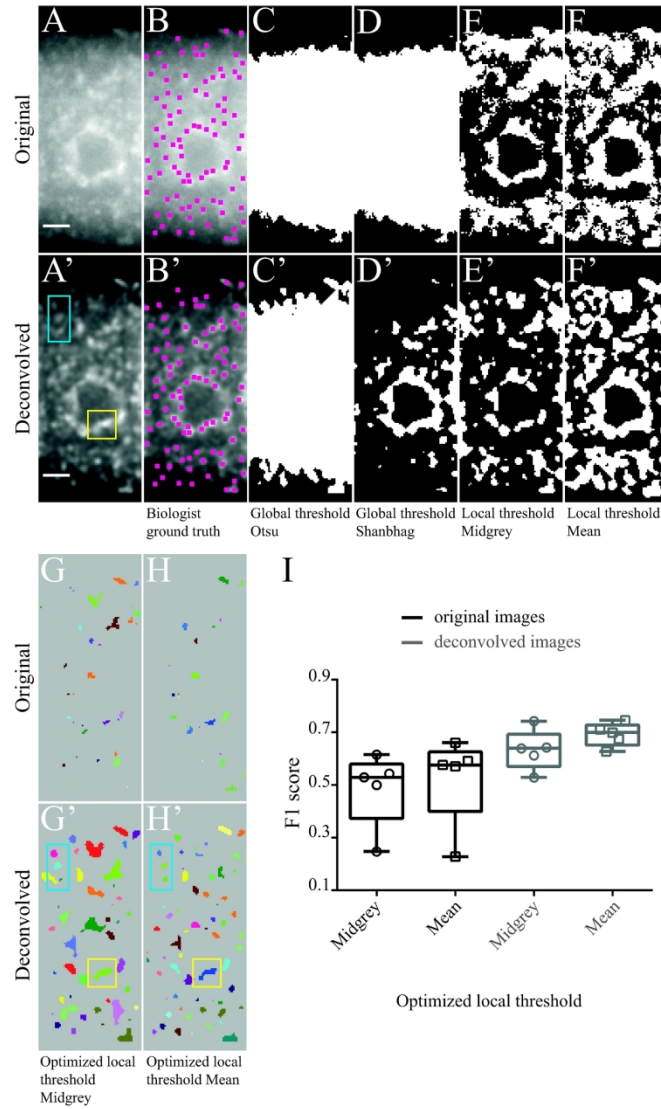 A B C D E F
Original
A' B' C' D' E' F'
Deconvolved
Biologist
ground truth
Global threshold
Otsu
Global threshold
Shanbhag
Local threshold
Midgrey
Local threshold
Mean
G H
Original
G' H'
Deconvolved
Optimized local
threshold
Midgrey
Optimized local
threshold Mean
I
original images
deconvolved images
0.9
0.7
0.5
0.3
0.1
F1 score
Midgrey
Mean
Midgrey
Mean
Optimized local threshold